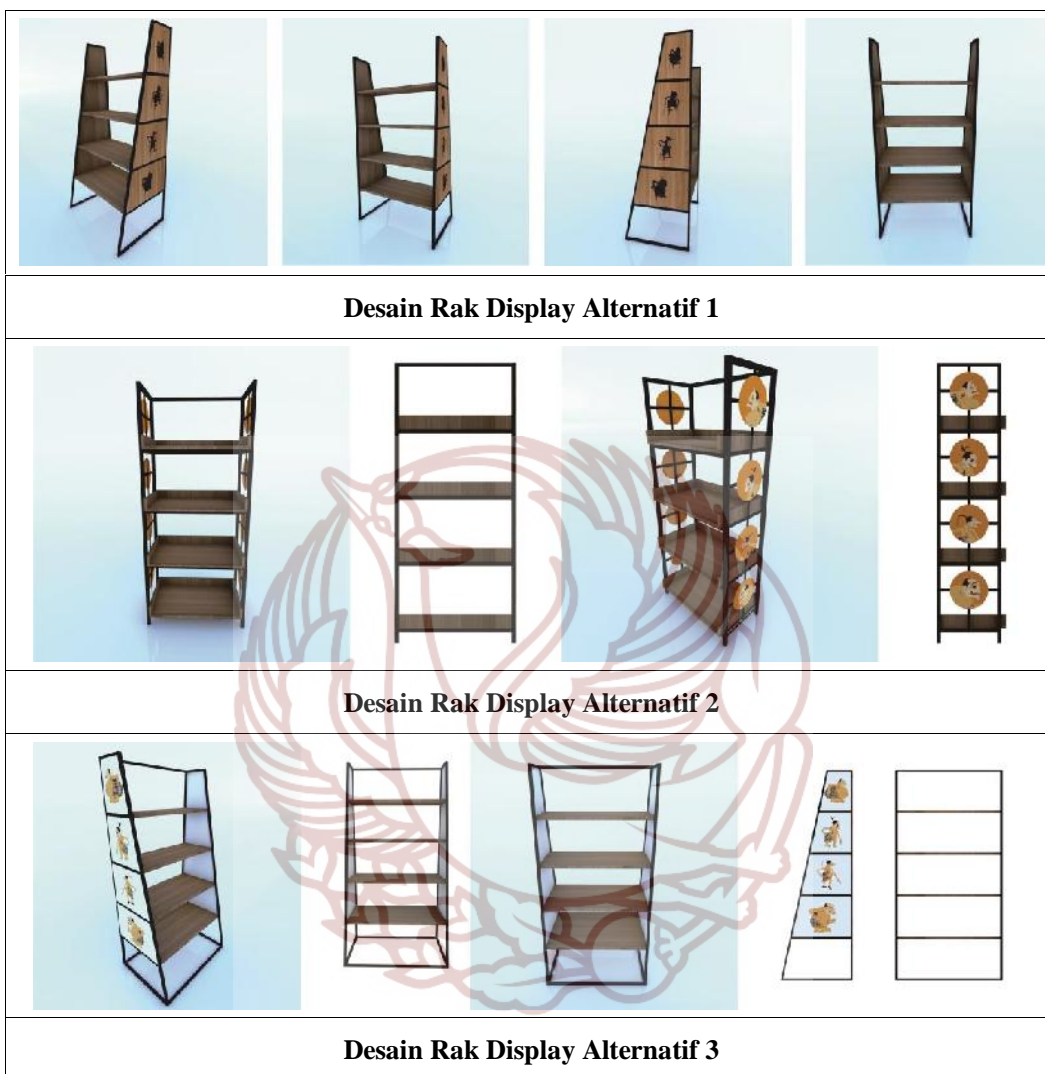 Desain Rak Display Alternatif 1
Desain Rak Display Alternatif 2
Desain Rak Display Alternatif 3